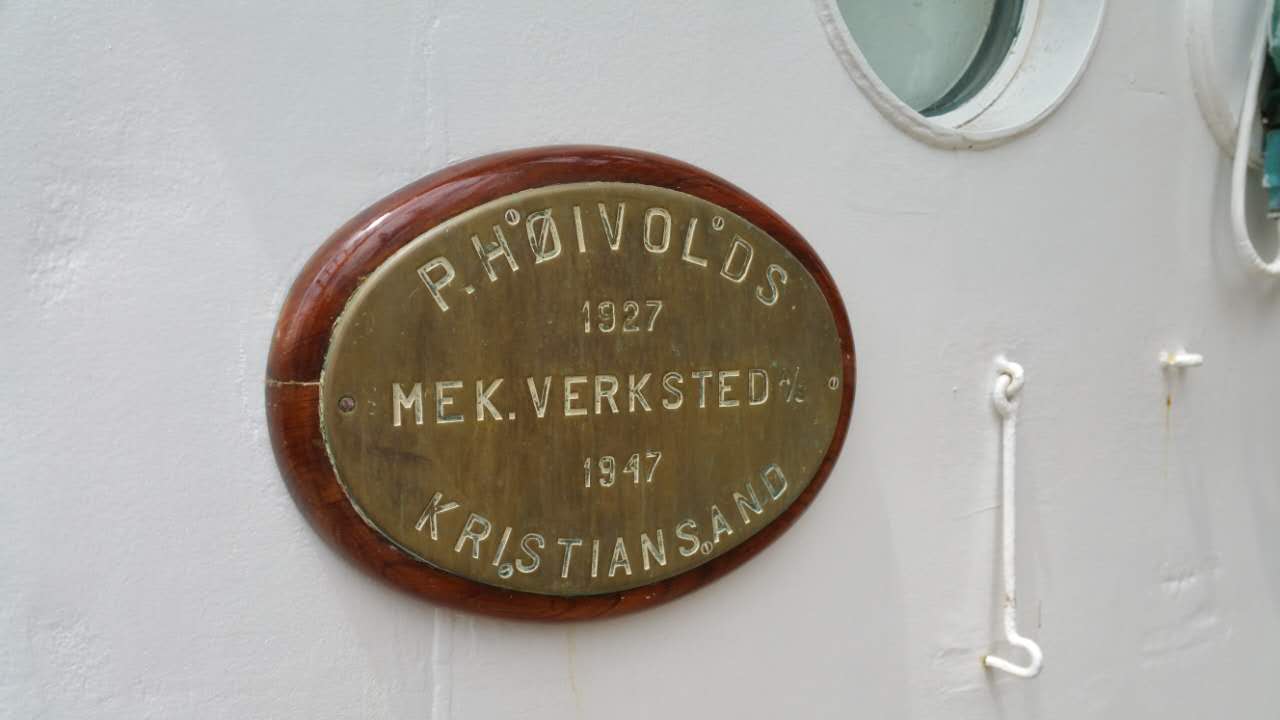 P. HØIVOLDS
1927
MEK. VERKSTED A/S
1947
KRISTIANSAND